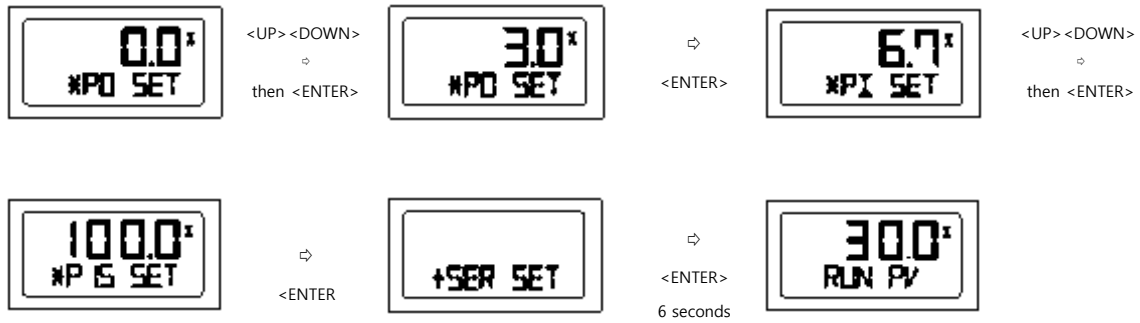 0.0%
*P0 SET
<UP><DOWN>
⇨
then <ENTER>
3.0%
*P0 SET
⇨
<ENTER>
6.7%
*P1 SET
<UP><DOWN>
⇨
then <ENTER>
100.0%
*P15 SET
⇨
<ENTER
+SER SET
⇨
<ENTER>
6 seconds
30.0%
RUN PV